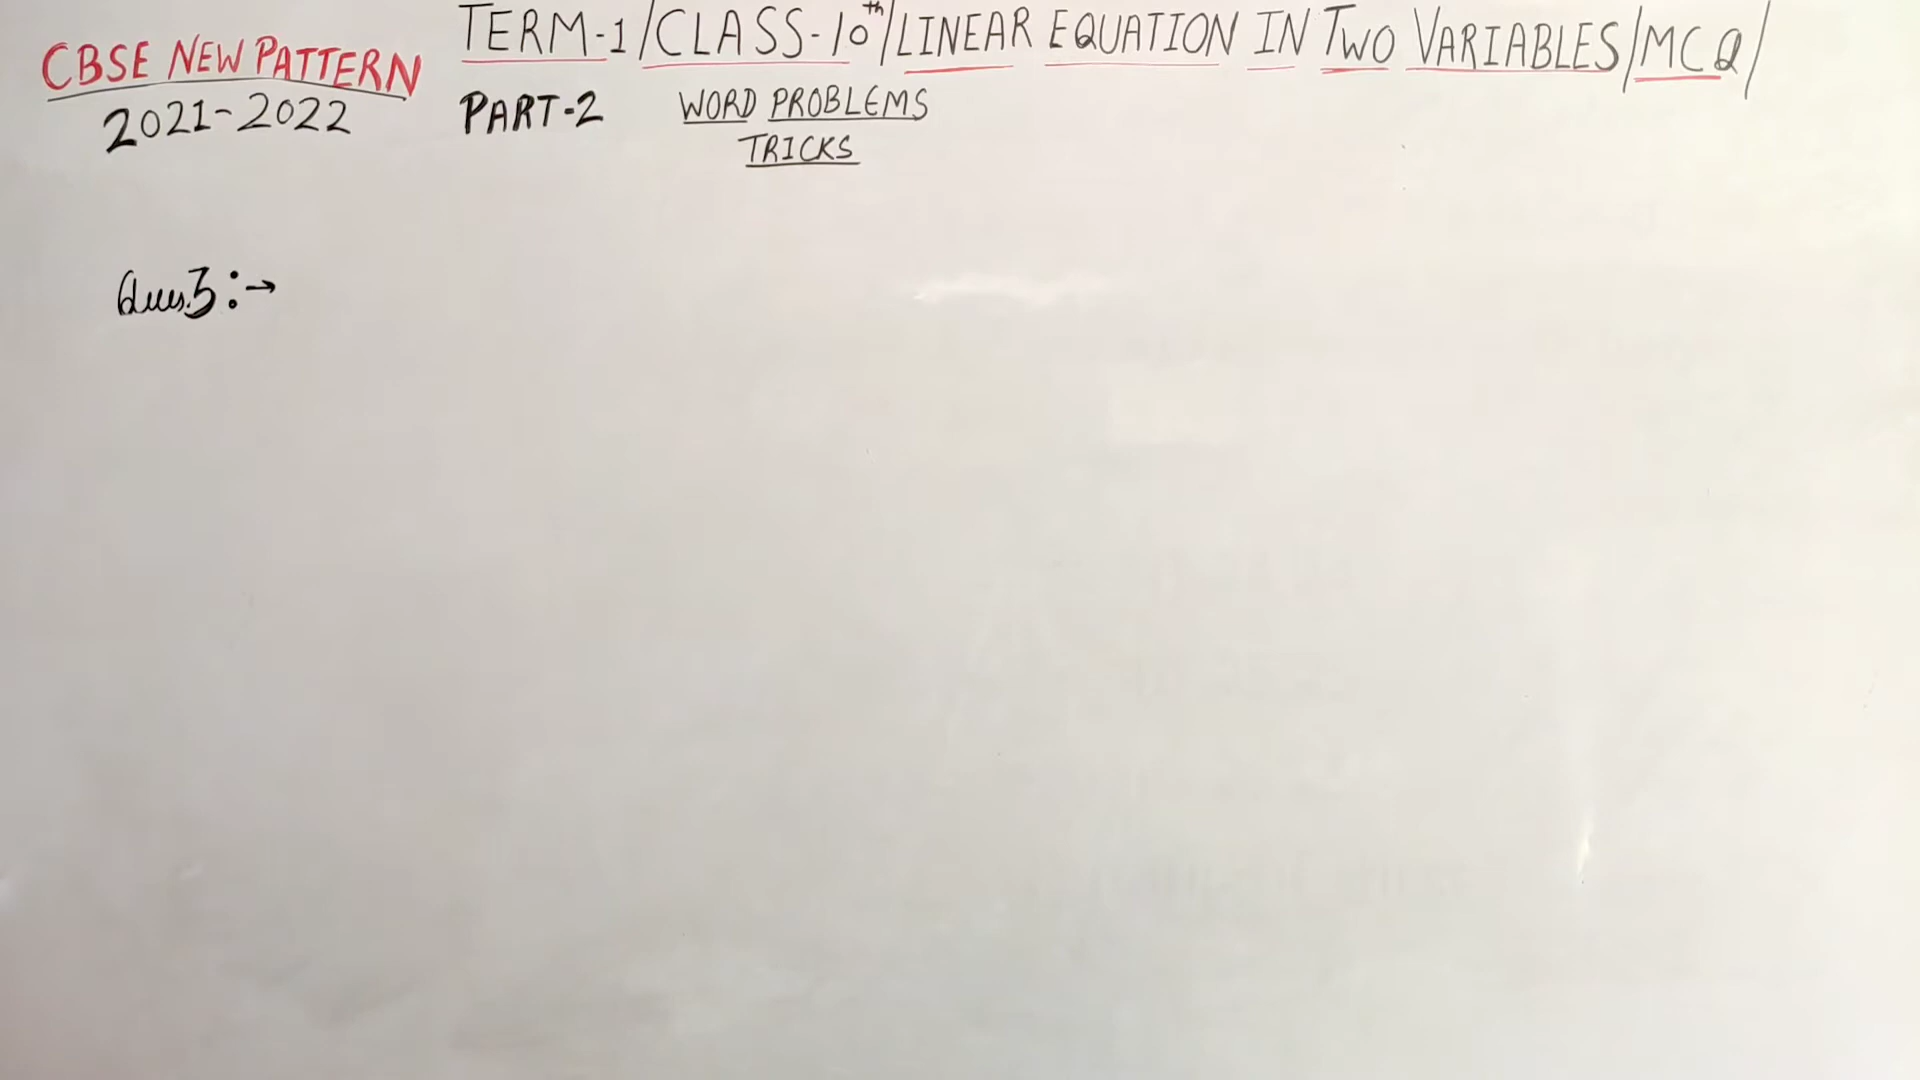 CBSE NEW PATTERN
2021-2022
TERM-1/CLASS-10th/LINEAR EQUATION IN TWO VARIABLES/MCQ/
PART-2
WORD PROBLEMS
TRICKS
Ques.3:→